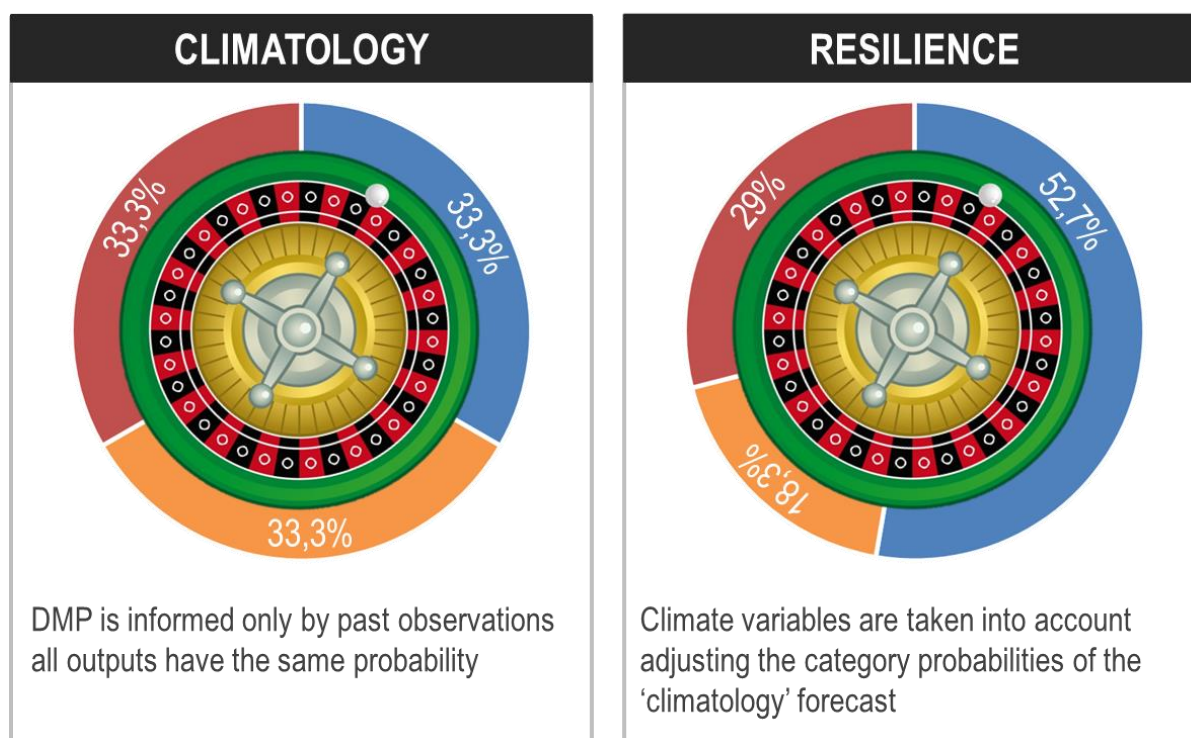 CLIMATOLOGY
33,3%
33,3%
33,3%
DMP is informed only by past observations
all outputs have the same probability
RESILIENCE
29%
52,7%
18,3%
Climate variables are taken into account
adjusting the category probabilities of the
‘climatology’ forecast